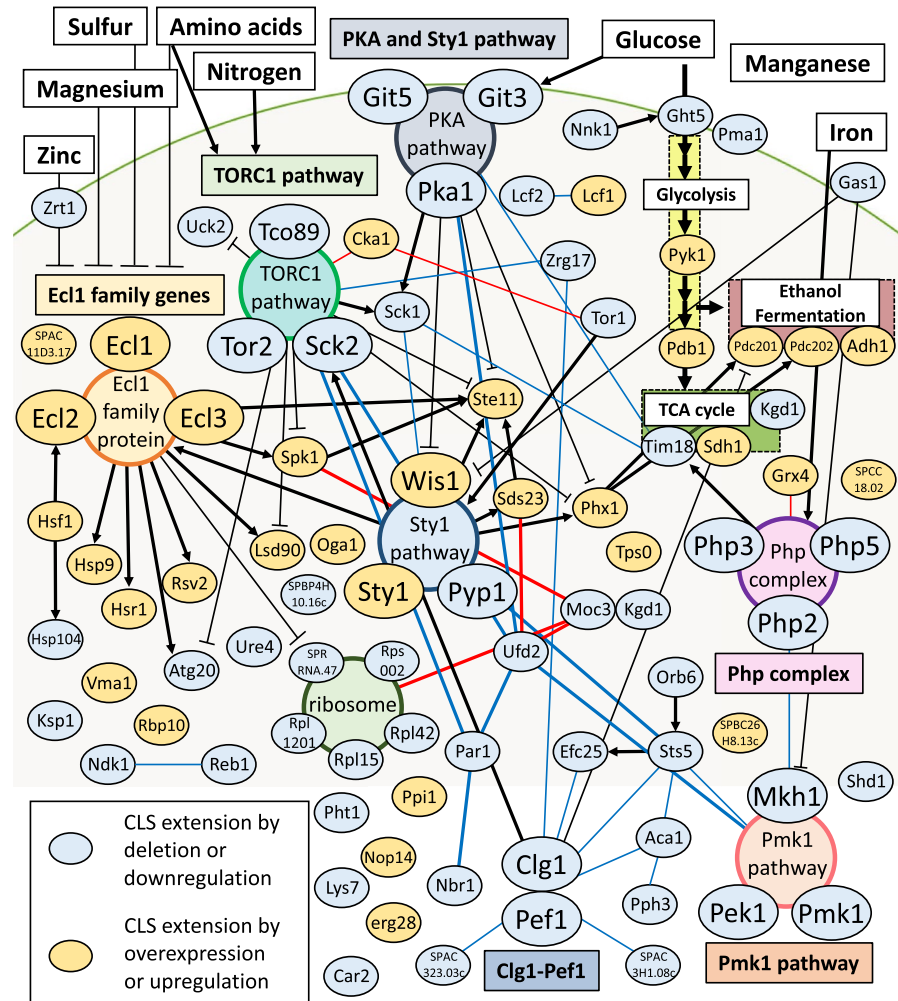 Sulfur
Amino acids
PKA and Sty1 pathway
Glucose
Manganese
Magnesium
Nitrogen
Iron
Zinc
TORC1 pathway
Git5
Git3
PKA
pathway
Pka1
Nnk1
Ght5
Pma1
Gas1
Zrt1
Lcf2
Lcf1
Glycolysis
Uck2
Tco89
Cka1
Zrg17
Pyk1
TORC1
pathway
Ecl1 family genes
Sck1
Tor1
Ethanol
Fermentation
SPAC
11D3.17
Ecl1
Tor2
Sck2
Pdb1
Pdc201
Pdc202
Adh1
Ecl1
family
protein
Ecl2
Ecl3
Ste11
TCA cycle
Kgd1
Tim18
Sdh1
Spk1
Wis1
Sds23
Phx1
Grx4
SPCC
18.02
Hsf1
Hsp9
Lsd90
Oga1
Sty1
pathway
Tps0
Php3
Php
complex
Php5
Hsr1
Rsv2
SPBP4H
10.16c
Sty1
Pyp1
Moc3
Kgd1
Php2
Hsp104
Atg20
Ure4
SPR
RNA.47
Rps
002
Ufd2
Orb6
Php complex
Vma1
ribosome
Ksp1
Rbp10
Rpl
1201
Rpl42
Rpl15
SPBC26
H8.13c
Ndk1
Reb1
Par1
Efc25
Sts5
Shd1
Pht1
Ppi1
Mkh1
CLS extension by
deletion or
downregulation
Nop14
Lys7
Nbr1
Clg1
Aca1
Pph3
Pmk1
pathway
CLS extension by
overexpression
or upregulation
erg28
Pef1
Pek1
Pmk1
Car2
SPAC
323.03c
Clg1-Pef1
SPAC
3H1.08c
Pmk1 pathway